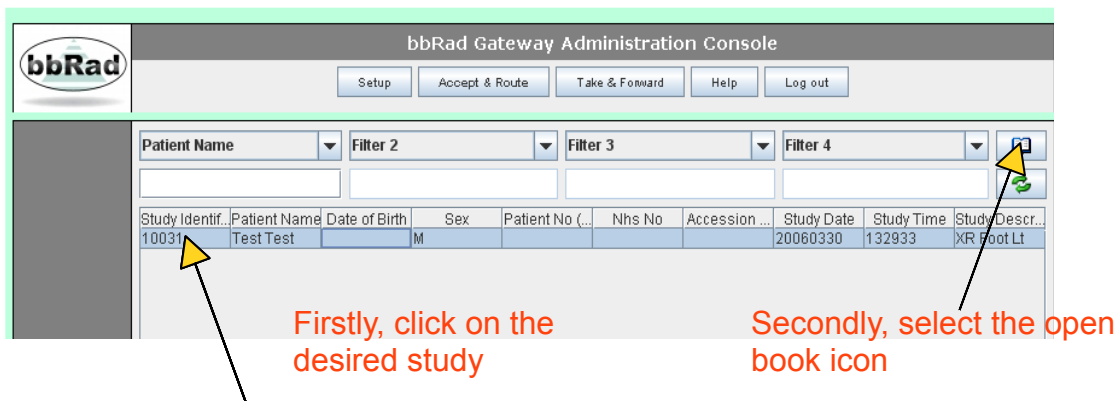 bbRad
bbRad Gateway Administration Console
Setup Accept & Route Take & Forward Help Log out
Patient Name Filter 2 Filter 3 Filter 4
Study Identif... Patient Name Date of Birth Sex Patient No (... Nhs No Accession ... Study Date Study Time Study Descr...
10031 Test Test M 20060330 132933 XR Foot Lt
Firstly, click on the
desired study
Secondly, select the open
book icon